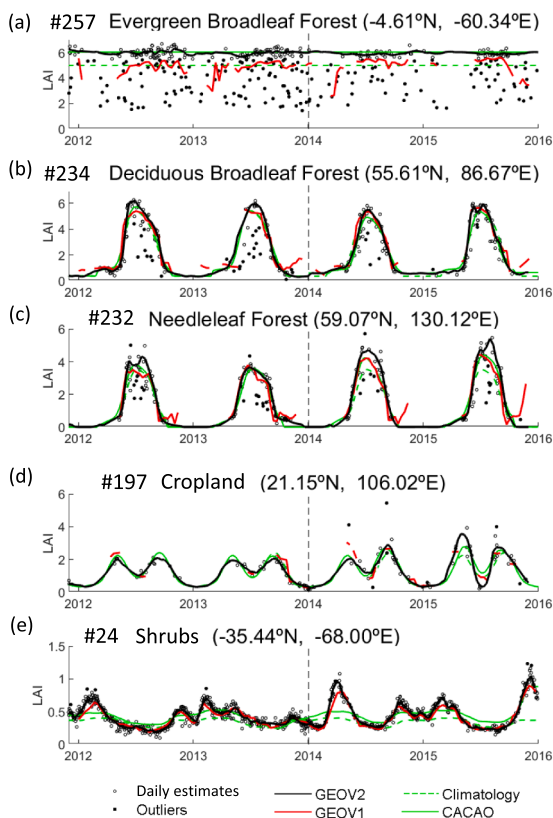 (a) #257 Evergreen Broadleaf Forest (-4.61ºN, -60.34ºE)
8
6
4
2
0
LAI
2012 2013 2014 2015 2016
(b) #234 Deciduous Broadleaf Forest (55.61ºN, 86.67ºE)
6
4
2
0
LAI
2012 2013 2014 2015 2016
(c) #232 Needleleaf Forest (59.07ºN, 130.12ºE)
6
4
2
0
LAI
2012 2013 2014 2015 2016
(d) #197 Cropland (21.15ºN, 106.02ºE)
6
4
2
0
LAI
2012 2013 2014 2015 2016
(e) #24 Shrubs (-35.44ºN, -68.00ºE)
1.5
1
0.5
0
LAI
2012 2013 2014 2015 2016
Daily estimates GEOV2 Climatology
Outliers GEOV1 CACAO